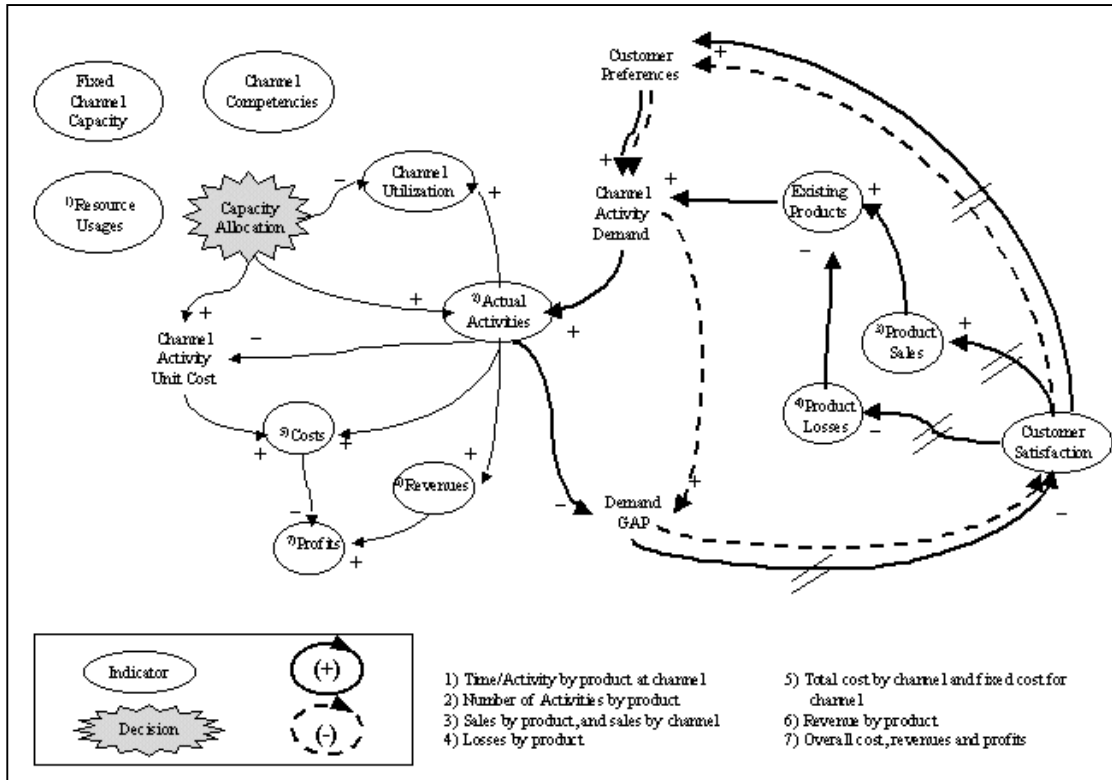 Fixed
Channel
Capacity
Channel
Competencies
Customer
Preferences
+
1)Resource
Usages
Capacity
Allocation
−
Channel
Utilization
+
+
Channel
Activity
Demand
+
+
Existing
Products
+
−
+
2)Actual
Activities
+
+
Channel
Activity
Unit Cost
−
3)Product
Sales
+
4)Product
Losses
−
Customer
Satisfaction
5)Costs
+
+
+
6)Revenues
+
−
Demand
GAP
−
−
7)Profits
+
Indicator
(+)
Decision
(-)
1) Time/Activity by product at channel
2) Number of Activities by product
3) Sales by product, and sales by channel
4) Losses by product
5) Total cost by channel and fixed cost for
channel
6) Revenue by product
7) Overall cost, revenues and profits